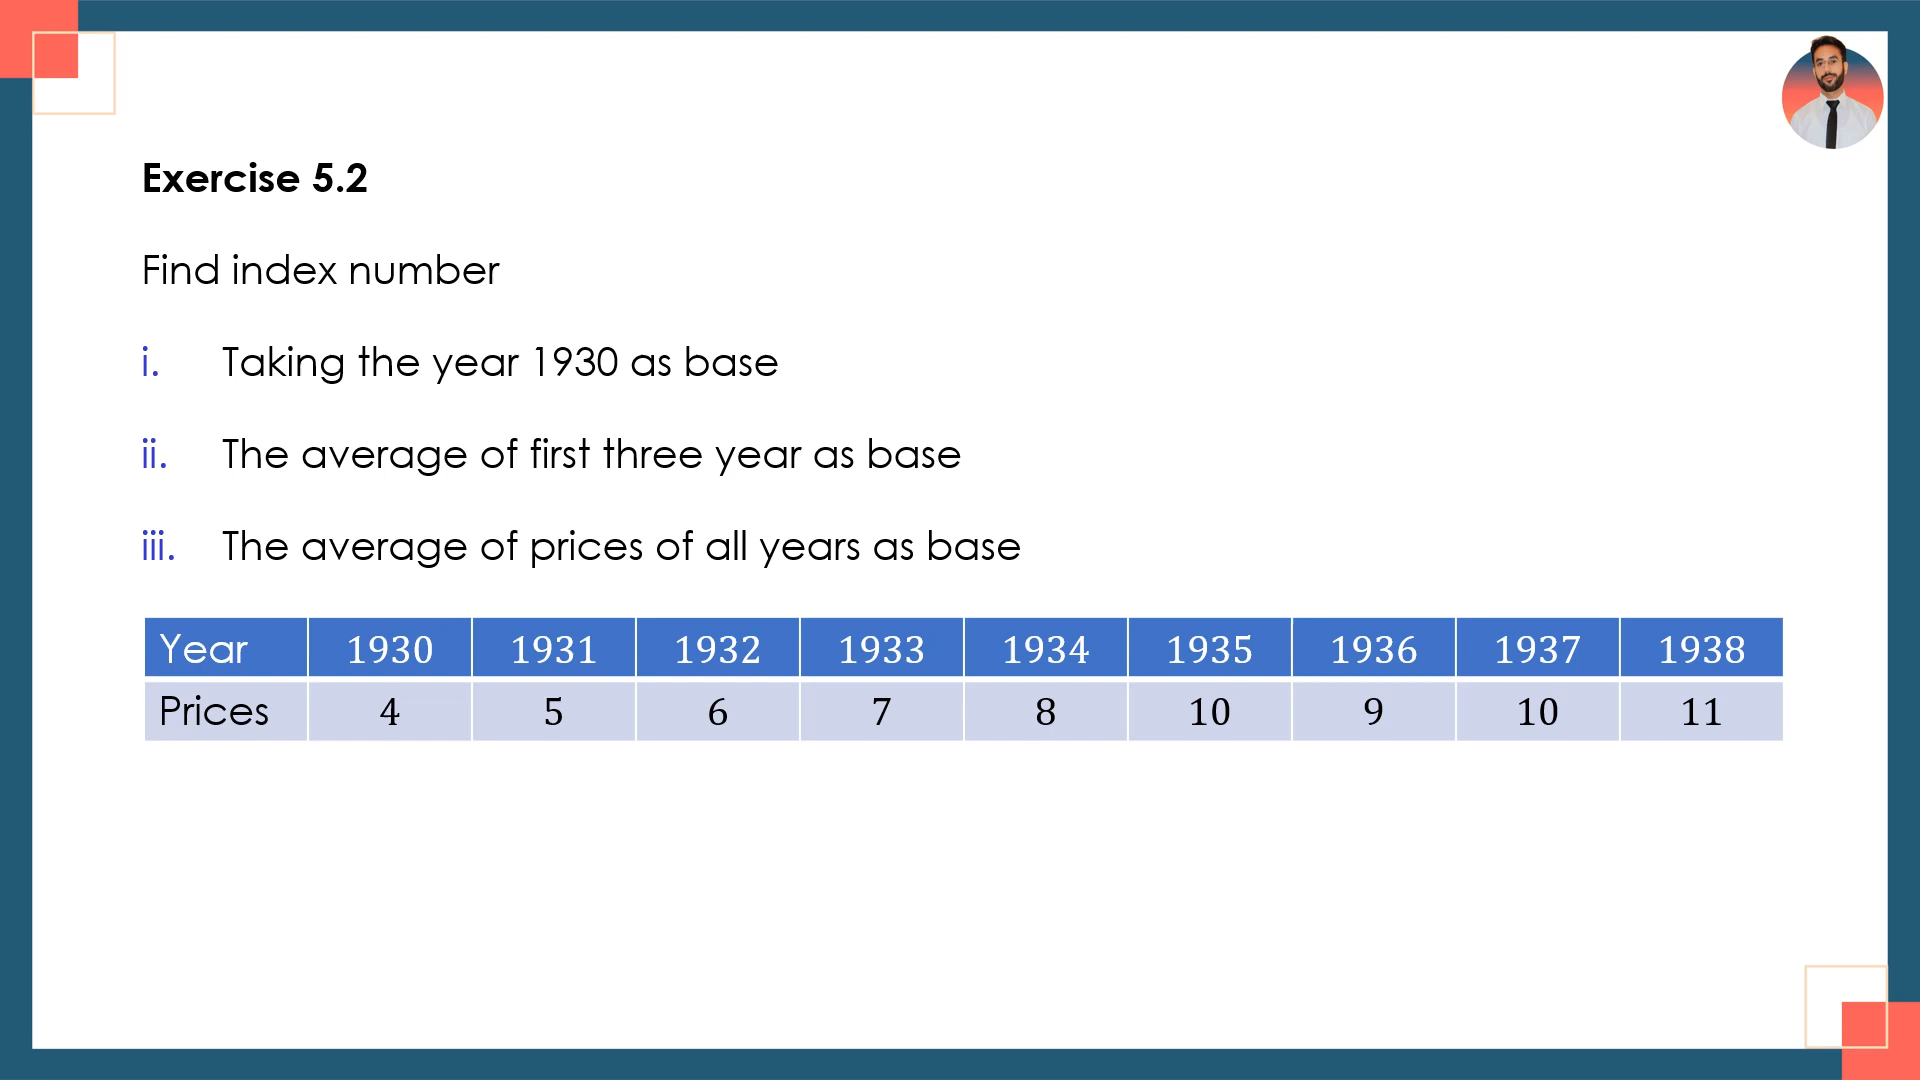 Exercise 5.2
Find index number
i. Taking the year 1930 as base
ii. The average of first three year as base
iii. The average of prices of all years as base
Year 1930 1931 1932 1933 1934 1935 1936 1937 1938
Prices 4 5 6 7 8 10 9 10 11